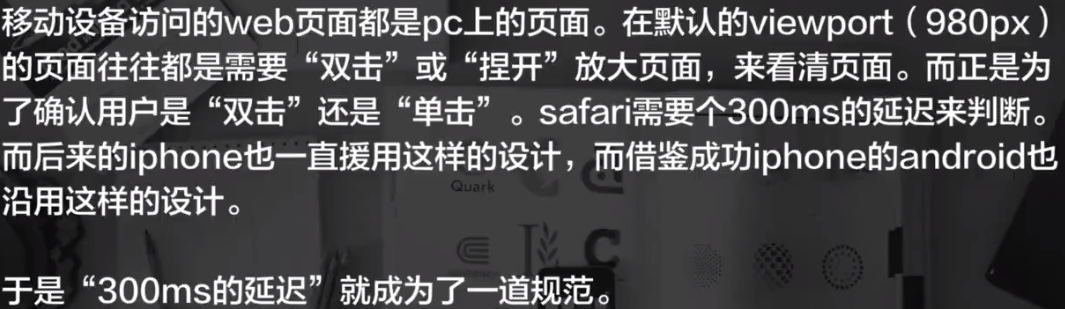 移动设备访问的web页面都是pc上的页面。在默认的viewport（980px）
的页面往往都是需要“双击”或“捏开”放大页面，来看清页面。而正是为
了确认用户是“双击”还是“单击”。safari需要个300ms的延迟来判断。
而后来的iphone也一直援用这样的设计，而借鉴成功iphone的android也
沿用这样的设计。
Quark
于是“300ms的延迟”就成为了一道规范。